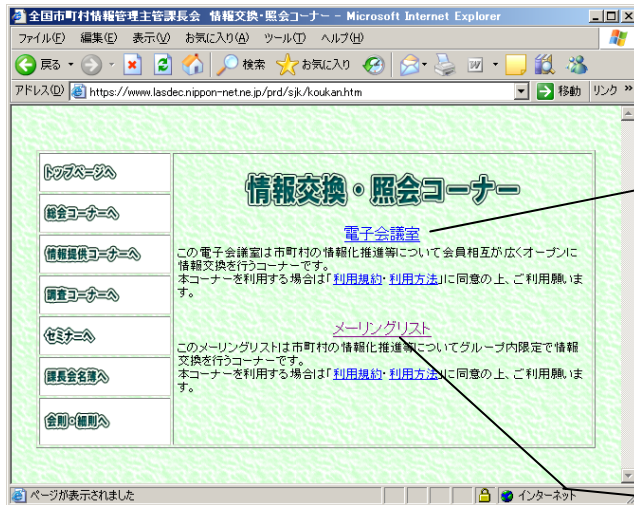 全国市町村情報管理主管課長会 情報交換・照会コーナー - Microsoft Internet Explorer
ファイル(F) 編集(E) 表示(V) お気に入り(A) ツール(T) ヘルプ(H)
戻る 検索 お気に入り
アドレス(D) https://www.lasdec.nippon-net.ne.jp/prd/sjk/koukan.htm 移動 リンク »
トップページへ
総会コーナーへ
情報提供コーナーへ
調査コーナーへ
セミナーへ
課長会名簿へ
会則・細則へ
情報交換・照会コーナー
電子会議室
この電子会議室は市町村の情報化推進等について会員相互が広くオープンに
情報交換を行うコーナーです。
本コーナーを利用する場合は「利用規約・利用方法」に同意の上、ご利用願いま
す。
メーリングリスト
このメーリングリストは市町村の情報化推進等についてグループ内限定で情報
交換を行うコーナーです。
本コーナーを利用する場合は「利用規約・利用方法」に同意の上、ご利用願いま
す。
ページが表示されました インターネット